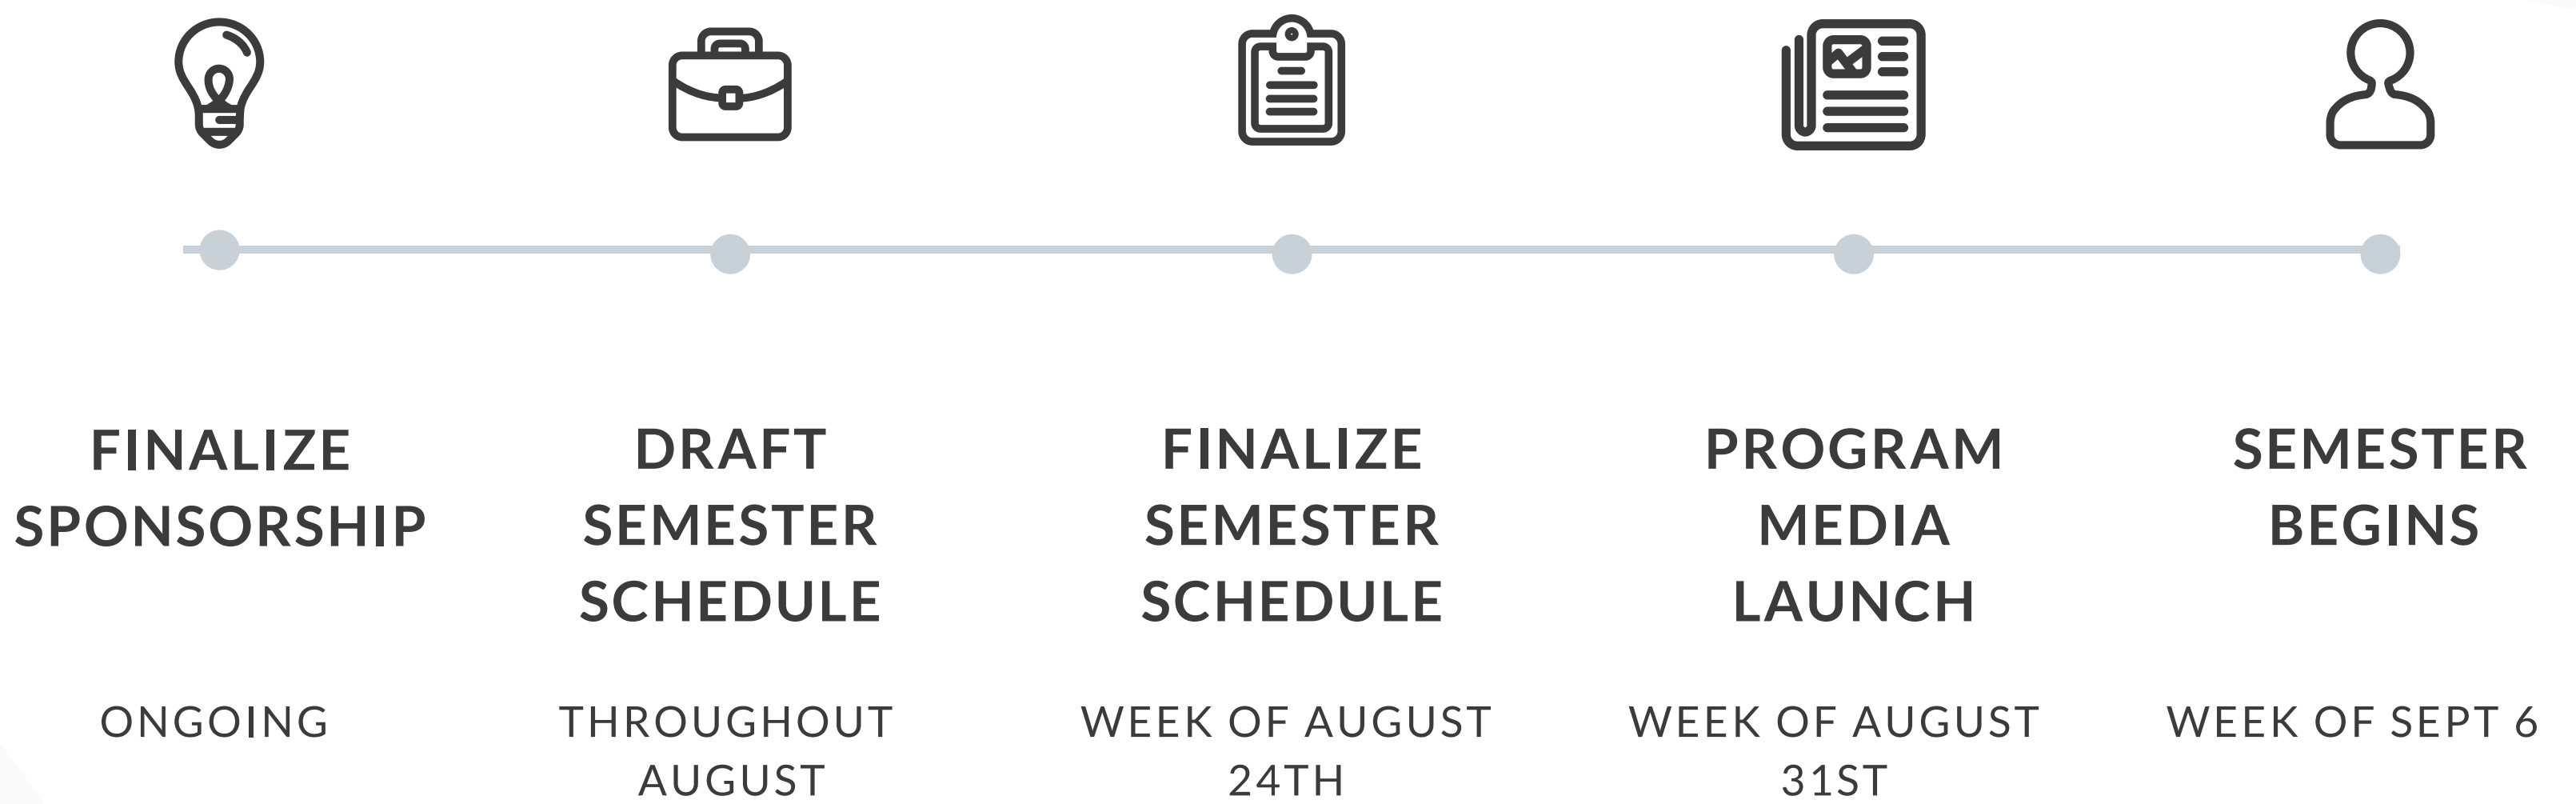 FINALIZE
SPONSORSHIP
ONGOING
DRAFT
SEMESTER
SCHEDULE
THROUGHOUT
AUGUST
FINALIZE
SEMESTER
SCHEDULE
WEEK OF AUGUST
24TH
PROGRAM
MEDIA
LAUNCH
WEEK OF AUGUST
31ST
SEMESTER
BEGINS
WEEK OF SEPT 6